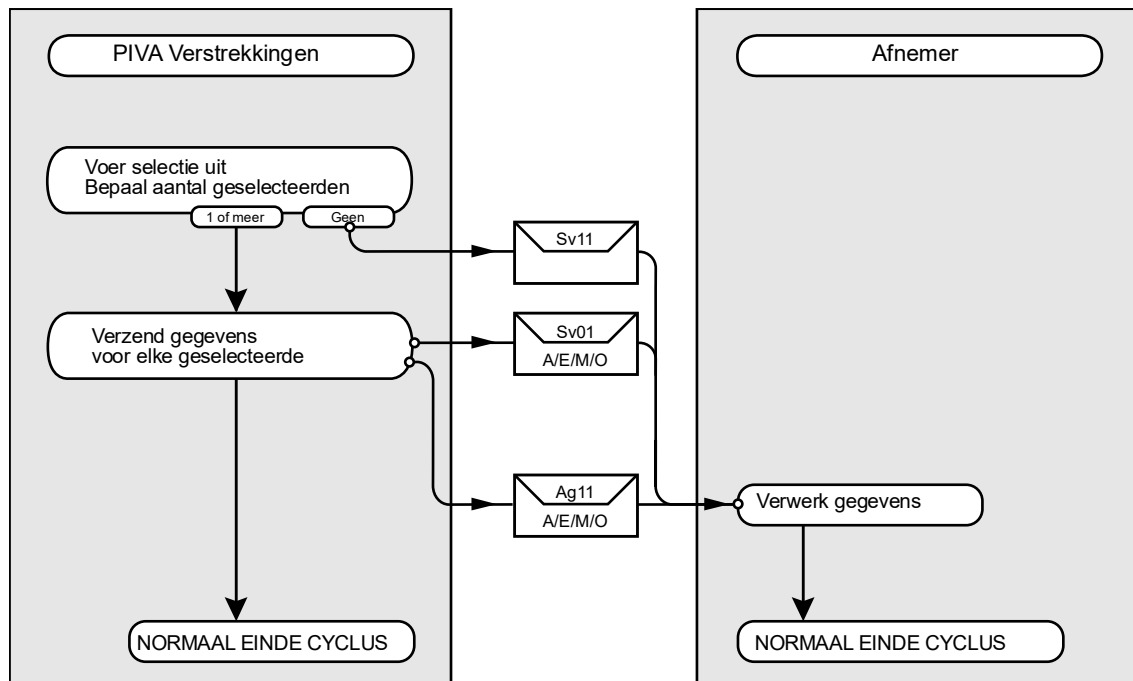 PIVA Verstrekkingen
Afnemer
Voer selectie uit
Bepaal aantal geselecteerden
1 of meer
Geen
Sv11
Verzend gegevens
voor elke geselecteerde
Sv01
A/E/M/O
Ag11
A/E/M/O
Verwerk gegevens
NORMAAL EINDE CYCLUS
NORMAAL EINDE CYCLUS